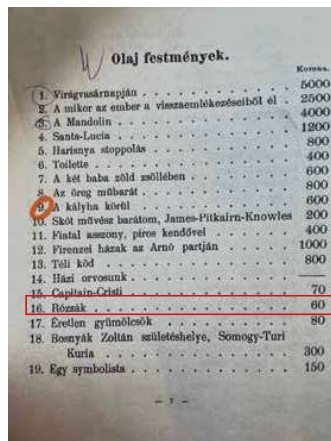 Olaj festmények.
Korona.
1. Virágvasárnapján . . . . . . . . . . . . 5000
2. A mikor az ember a visszaemlékezéseiből él . 2500
3. A Mandolin . . . . . . . . . . . . . . 4000
4. Santa-Lucia . . . . . . . . . . . . . . 1200
5. Harisnya stoppolás . . . . . . . . . . . 800
6. Toilette . . . . . . . . . . . . . . . 400
7. A két baba zöld zsöllében . . . . . . . . 600
8. Az öreg műbarát . . . . . . . . . . . . 800
9. A kályha körül . . . . . . . . . . . . 600
10. Skót művész barátom, James-Pitkairn-Knowles 200
11. Fiatal asszony, piros kendővel . . . . . . 400
12. Firenzei házak az Arnó partján . . . . . . 1000
13. Téli köd . . . . . . . . . . . . . . . 800
14. Házi orvosunk . . . . . . . . . . . . . ——
15. Capitain-Cristi . . . . . . . . . . . . 70
16. Rózsák . . . . . . . . . . . . . . . . 60
17. Éretlen gyümölcsök . . . . . . . . . . . 80
18. Bosnyák Zoltán születéshelye, Somogy-Turi
Kuria . . . . . . . . . . . . . . . 300
19. Egy symbolista . . . . . . . . . . . . 150
— 7 —